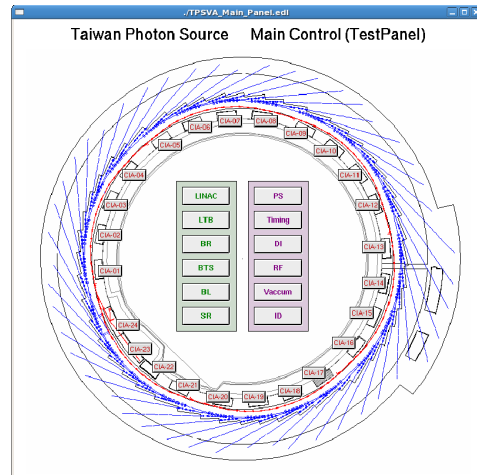 ./TPSVA_Main_Panel.edl
Taiwan Photon Source Main Control (TestPanel)
CIA-07
CIA-08
CIA-06
CIA-09
CIA-05
CIA-10
CIA-04
CIA-11
CIA-03
CIA-12
CIA-02
CIA-13
CIA-01
CIA-14
CIA-24
CIA-15
CIA-23
CIA-16
CIA-22
CIA-17
CIA-21
CIA-18
CIA-20
CIA-19
LINAC
LTB
BR
BTS
BL
SR
PS
Timing
DI
RF
Vaccum
ID